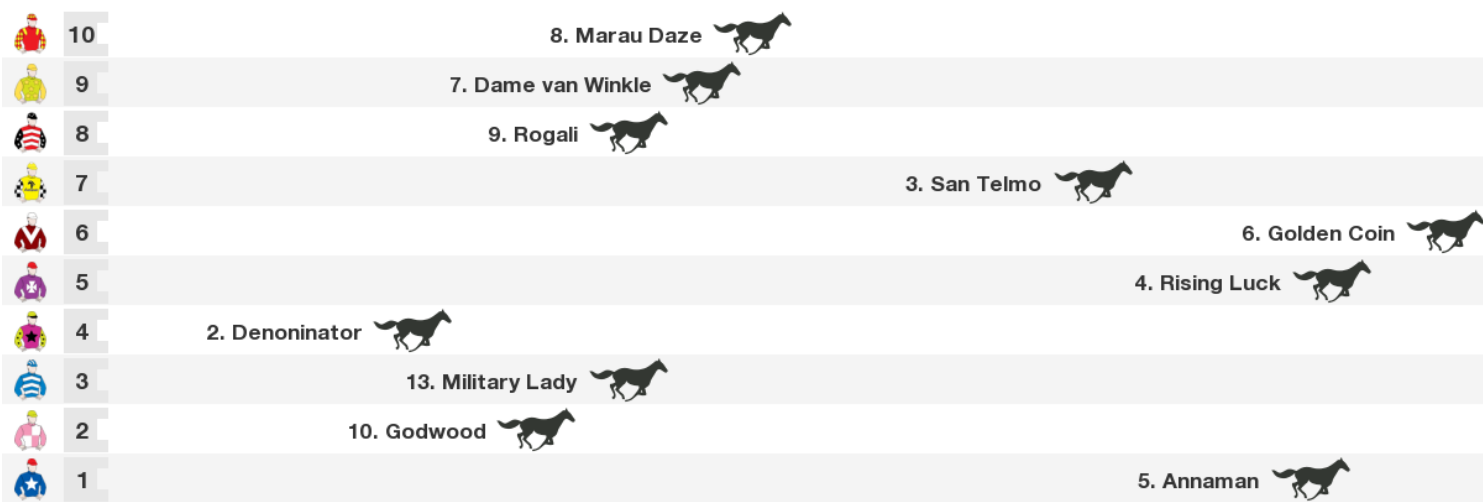 10 8. Marau Daze
9 7. Dame van Winkle
8 9. Rogali
7 3. San Telmo
6 6. Golden Coin
5 4. Rising Luck
4 2. Denoninator
3 13. Military Lady
2 10. Godwood
1 5. Annaman